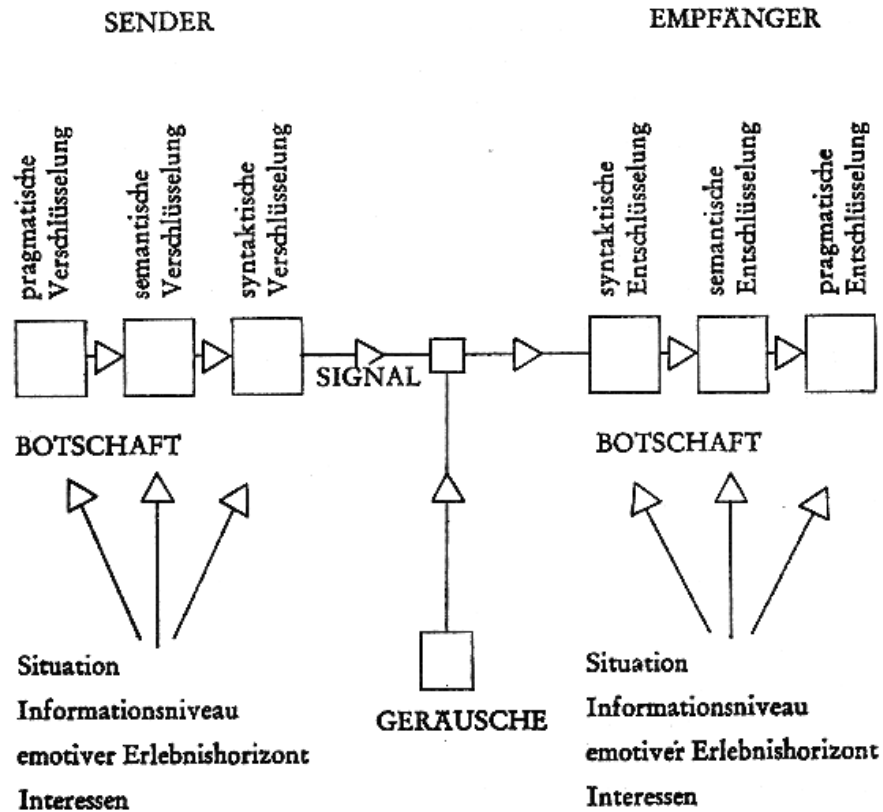 SENDER
EMPFÄNGER
pragmatische
Verschlüsselung
semantische
Verschlüsselung
syntaktische
Verschlüsselung
syntaktische
Entschlüsselung
semantische
Entschlüsselung
pragmatische
Entschlüsselung
SIGNAL
BOTSCHAFT
BOTSCHAFT
Situation
Informationsniveau
emotiver Erlebnishorizont
Interessen
GERÄUSCHE
Situation
Informationsniveau
emotiver Erlebnishorizont
Interessen